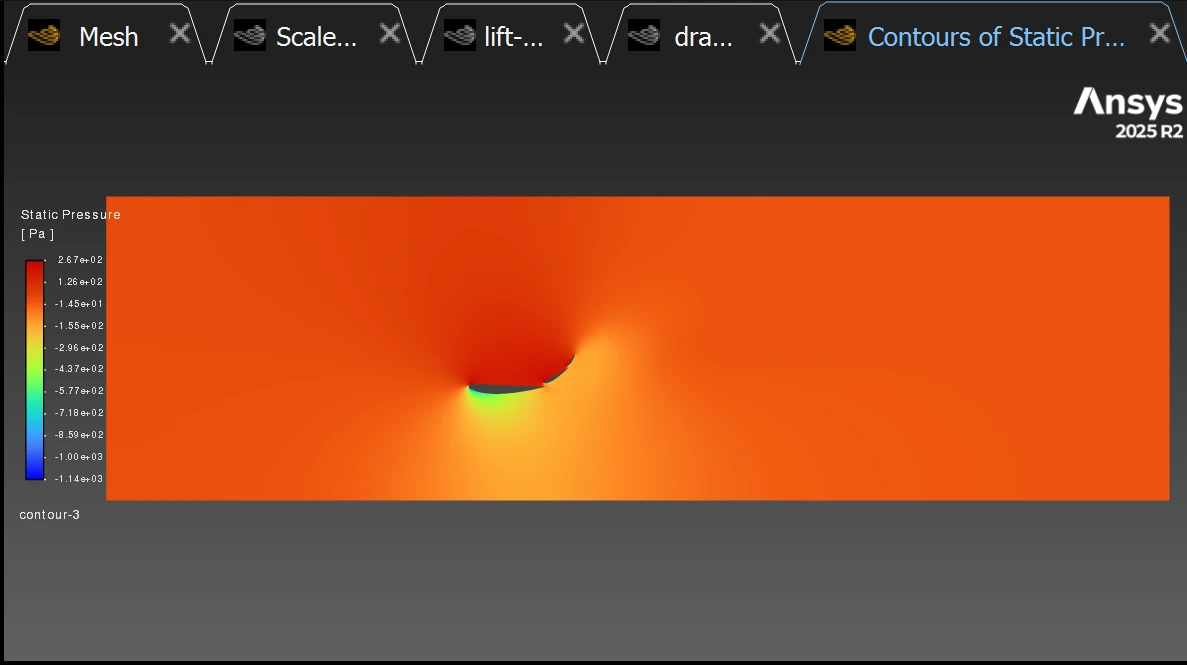 Mesh
Scale...
lift-...
dra...
Contours of Static Pr...
Ansys
2025 R2
Static Pressure
[ Pa ]
2.67e+02
1.26e+02
-1.45e+01
-1.55e+02
-2.96e+02
-4.37e+02
-5.77e+02
-7.18e+02
-8.59e+02
-1.00e+03
-1.14e+03
contour-3